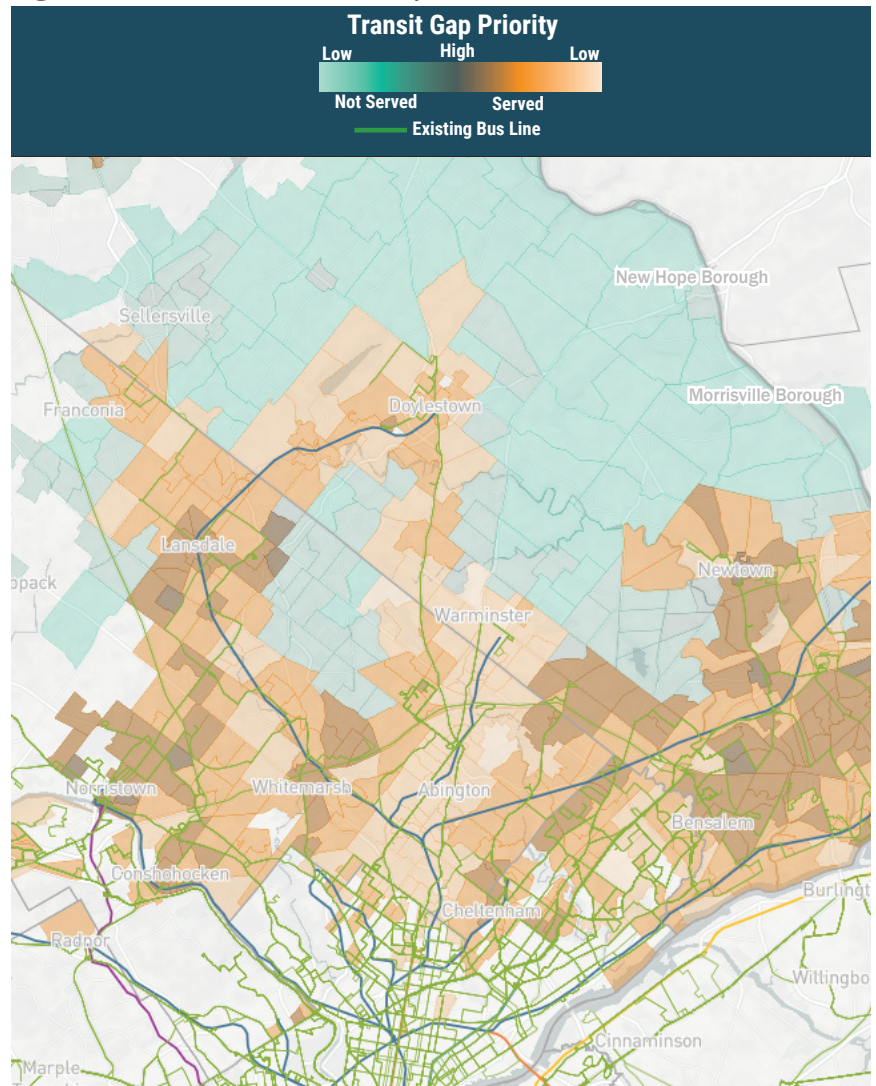 Transit Gap Priority
Low High Low
Not Served Served
Existing Bus Line
New Hope Borough
Sellersville
Morrisville Borough
Franconia
Doylestown
Lansdale
Newtown
ppack
Warminster
Norristown
Whitemarsh
Abington
Bensalem
Conshohocken
Burlingt
Cheltenham
Radnor
Willingbo
Cinnaminson
Marple